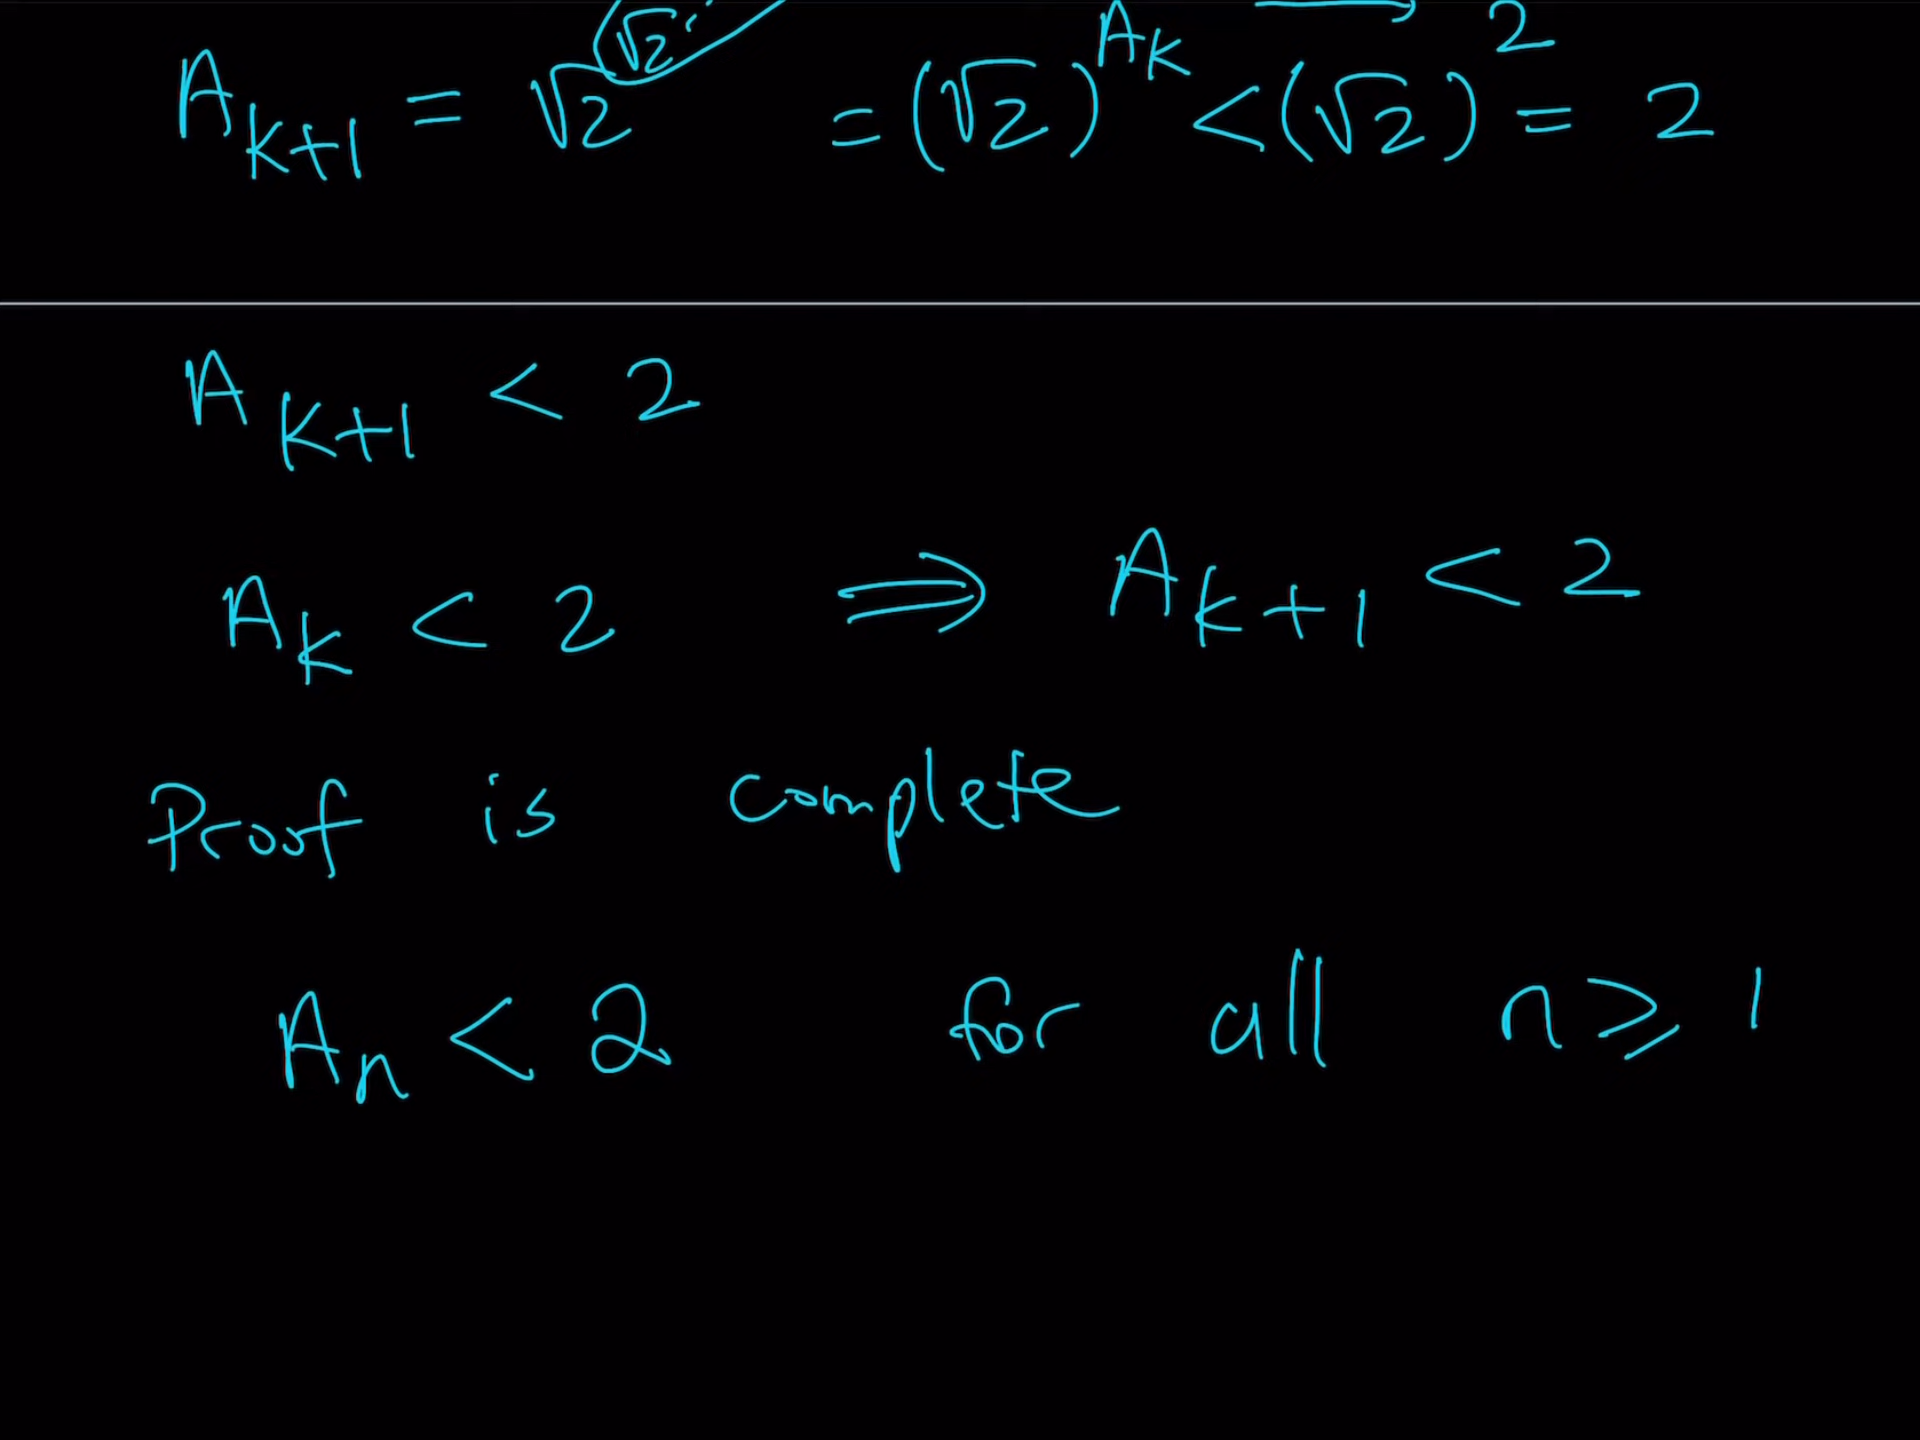 A_{k+1} = √2^{√2^{⋰}} = (√2)^{A_k} < (√2)^2 = 2
A_{k+1} < 2
A_k < 2 ⇒ A_{k+1} < 2
Proof is complete
A_n < 2 for all n ≥ 1